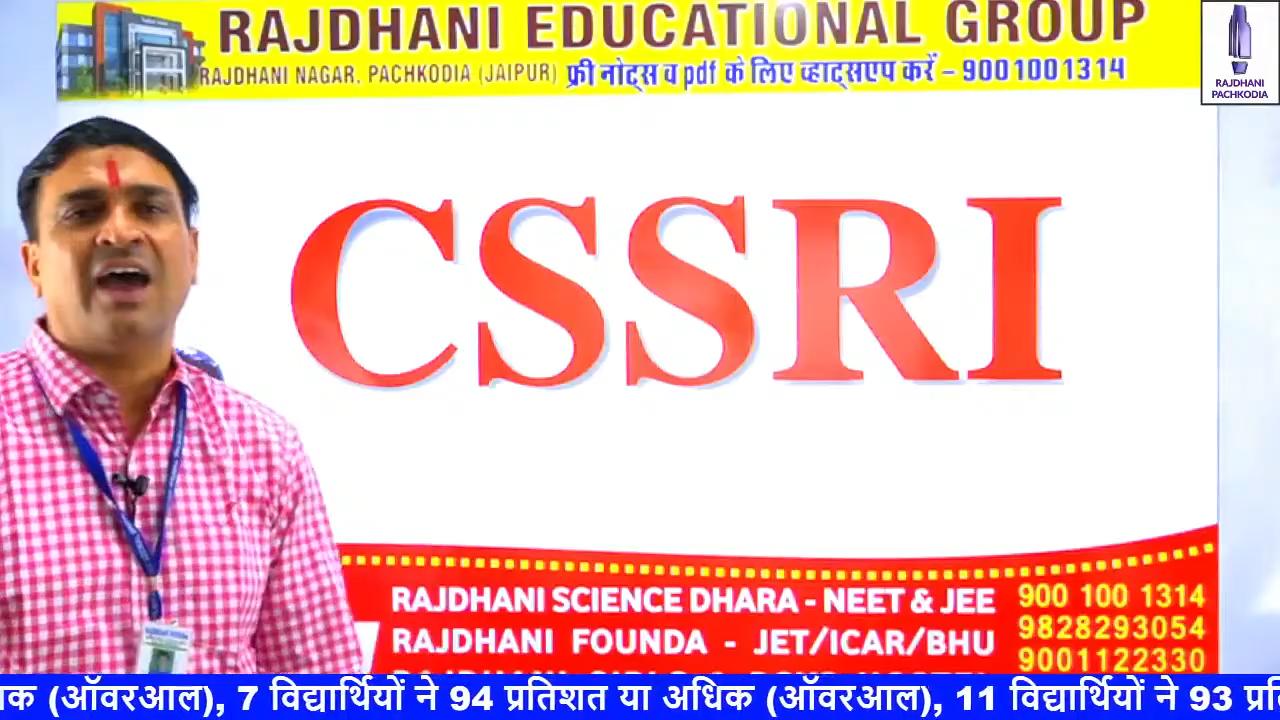 RAJDHANI EDUCATIONAL GROUP
RAJDHANI NAGAR, PACHKODIA (JAIPUR) फ्री नोट्स व pdf के लिए व्हाट्सएप करें – 9001001314
RAJDHANI
PACHKODIA
CSSRI
RAJDHANI SCIENCE DHARA - NEET & JEE 900 100 1314
RAJDHANI FOUNDA - JET/ICAR/BHU 9828293054
9001122330
(ऑवरआल), 7 विद्यार्थियों ने 94 प्रतिशत या अधिक (ऑवरआल), 11 विद्यार्थियों ने 93